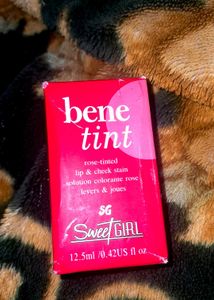 bene
tint
rose-tinted
lip & cheek stain
solution colorante rose
levers & joues
SG
Sweet GIRL
12.5ml /0.42US fl oz